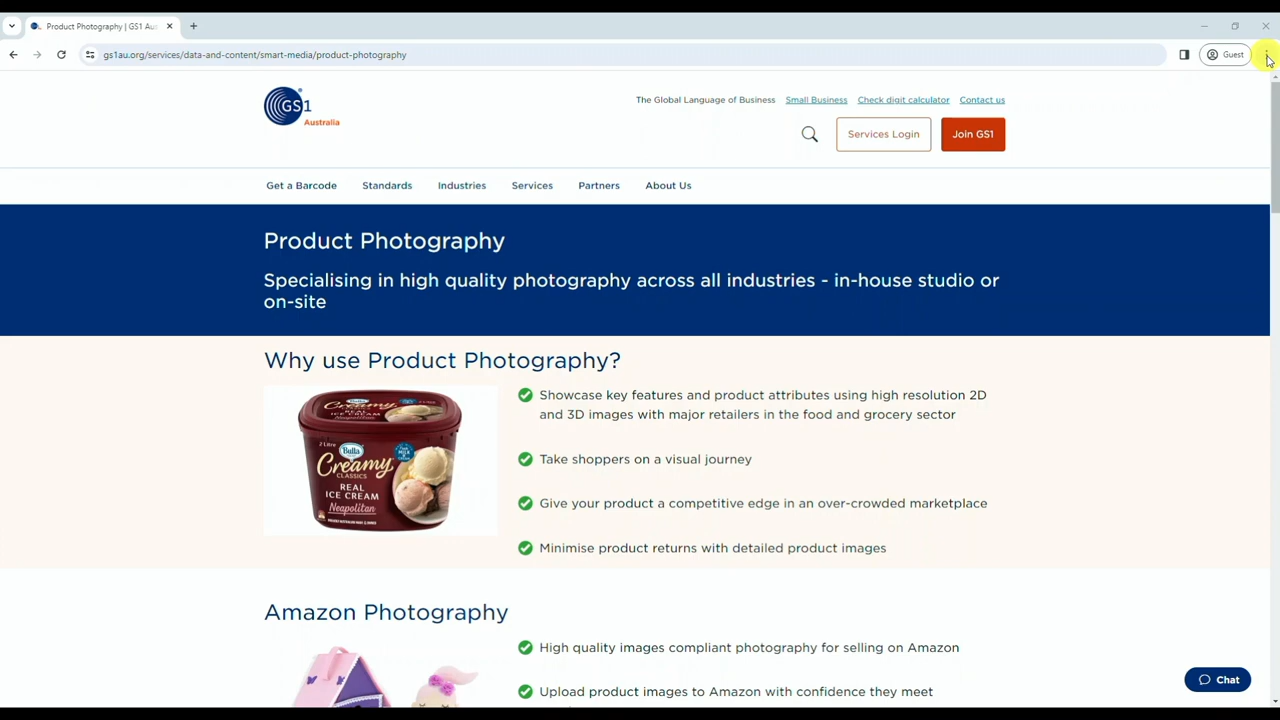 Product Photography | GS1 Aus
gs1au.org/services/data-and-content/smart-media/product-photography
Guest
GS1
Australia
The Global Language of Business
Small Business
Check digit calculator
Contact us
Services Login
Join GS1
Get a Barcode
Standards
Industries
Services
Partners
About Us
Product Photography
Specialising in high quality photography across all industries - in-house studio or
on-site
Why use Product Photography?
2 Litre
Bulla
Creamy
CLASSICS
REAL
ICE CREAM
Neapolitan
Showcase key features and product attributes using high resolution 2D
and 3D images with major retailers in the food and grocery sector
Take shoppers on a visual journey
Give your product a competitive edge in an over-crowded marketplace
Minimise product returns with detailed product images
Amazon Photography
High quality images compliant photography for selling on Amazon
Upload product images to Amazon with confidence they meet
Chat